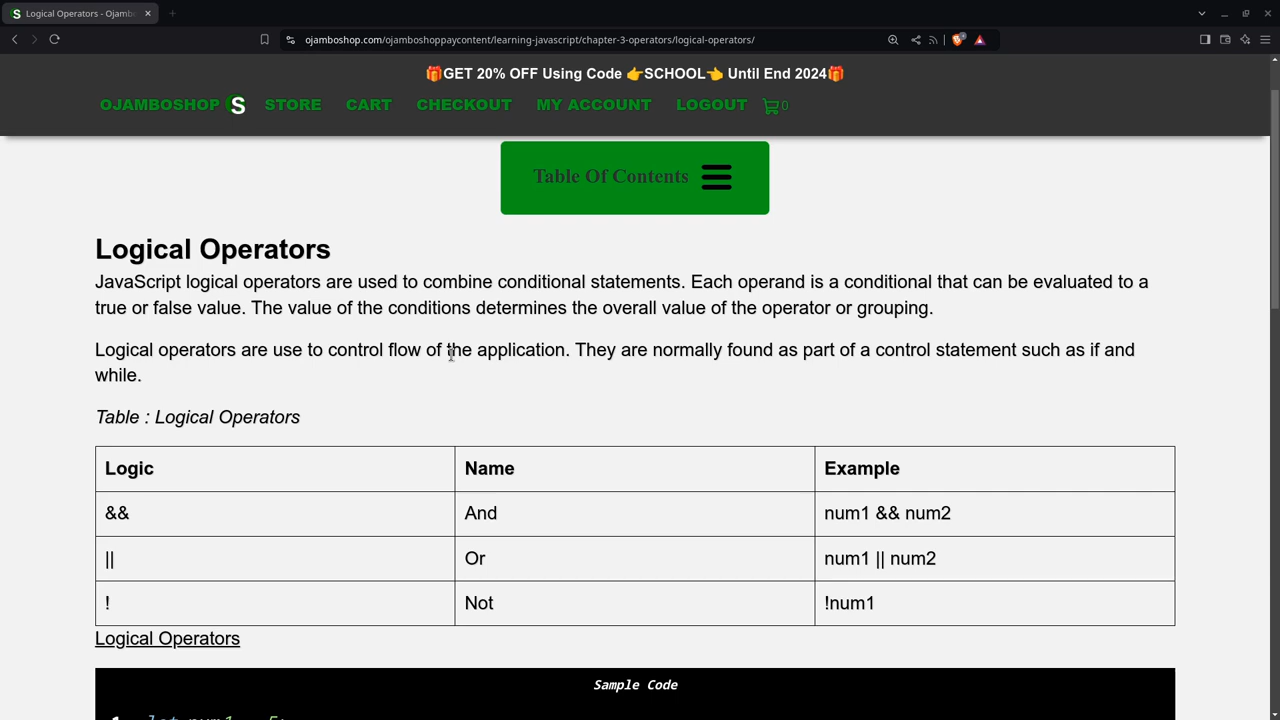 Logical Operators - Ojamb
ojamboshop.com/ojamboshoppaycontent/learning-javascript/chapter-3-operators/logical-operators/
🎁GET 20% OFF Using Code 👉SCHOOL👈 Until End 2024🎁
OJAMBOSHOP S STORE CART CHECKOUT MY ACCOUNT LOGOUT 0
Table Of Contents
Logical Operators
JavaScript logical operators are used to combine conditional statements. Each operand is a conditional that can be evaluated to a
true or false value. The value of the conditions determines the overall value of the operator or grouping.
Logical operators are use to control flow of the application. They are normally found as part of a control statement such as if and
while.
Table : Logical Operators
Logic Name Example
&& And num1 && num2
|| Or num1 || num2
! Not !num1
Logical Operators
Sample Code